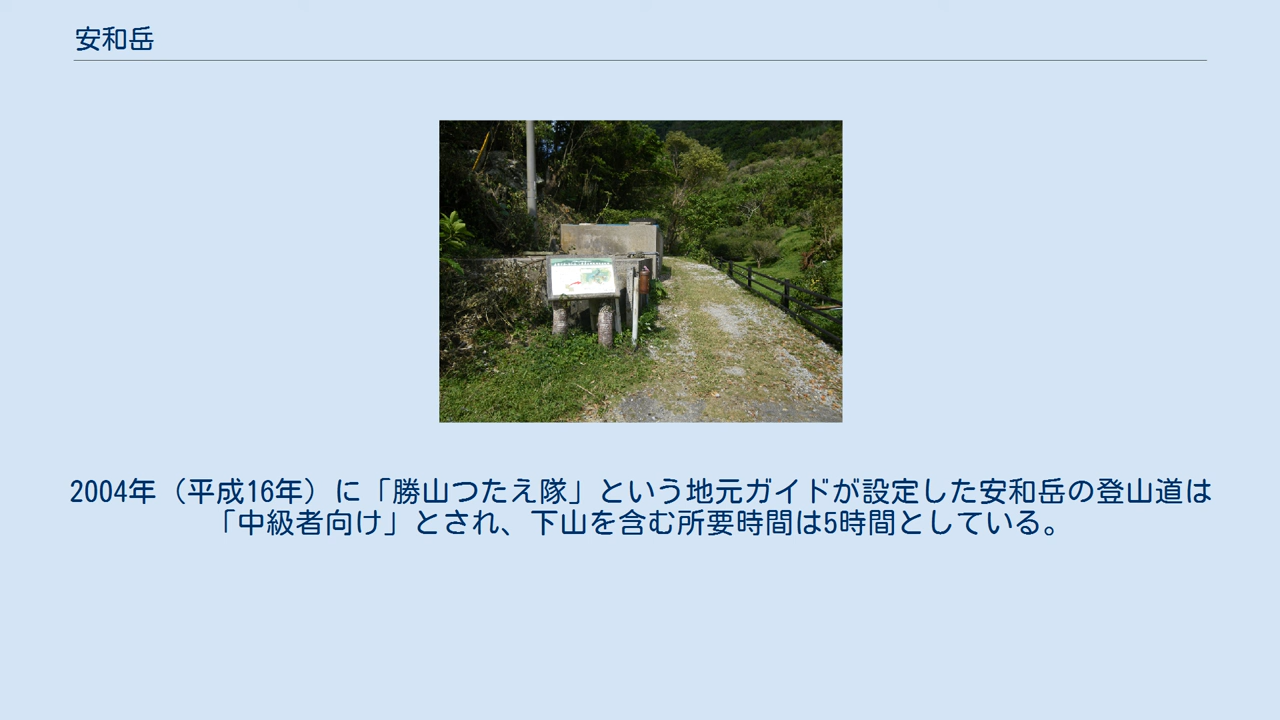 安和岳
2004年（平成16年）に「勝山つたえ隊」という地元ガイドが設定した安和岳の登山道は
「中級者向け」とされ、下山を含む所要時間は5時間としている。